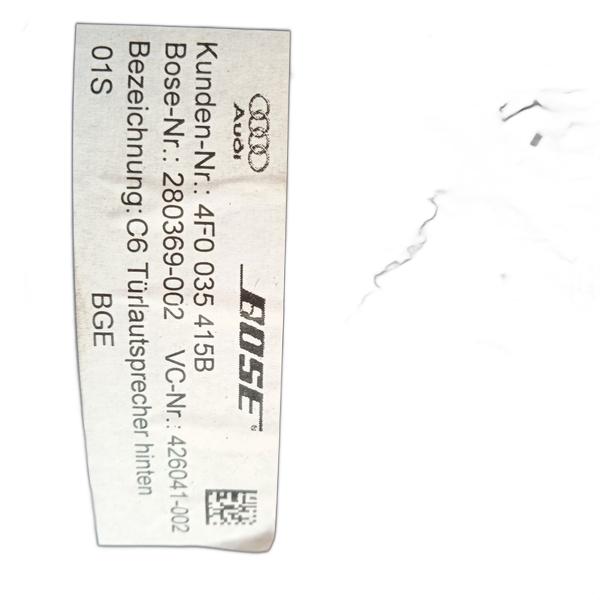 Audi BOSE
Kunden-Nr.: 4F0 035 415B
Bose-Nr.: 280369-002 VC-Nr.: 426041-002
Bezeichnung: C6 Türlautsprecher hinten
01S BGE